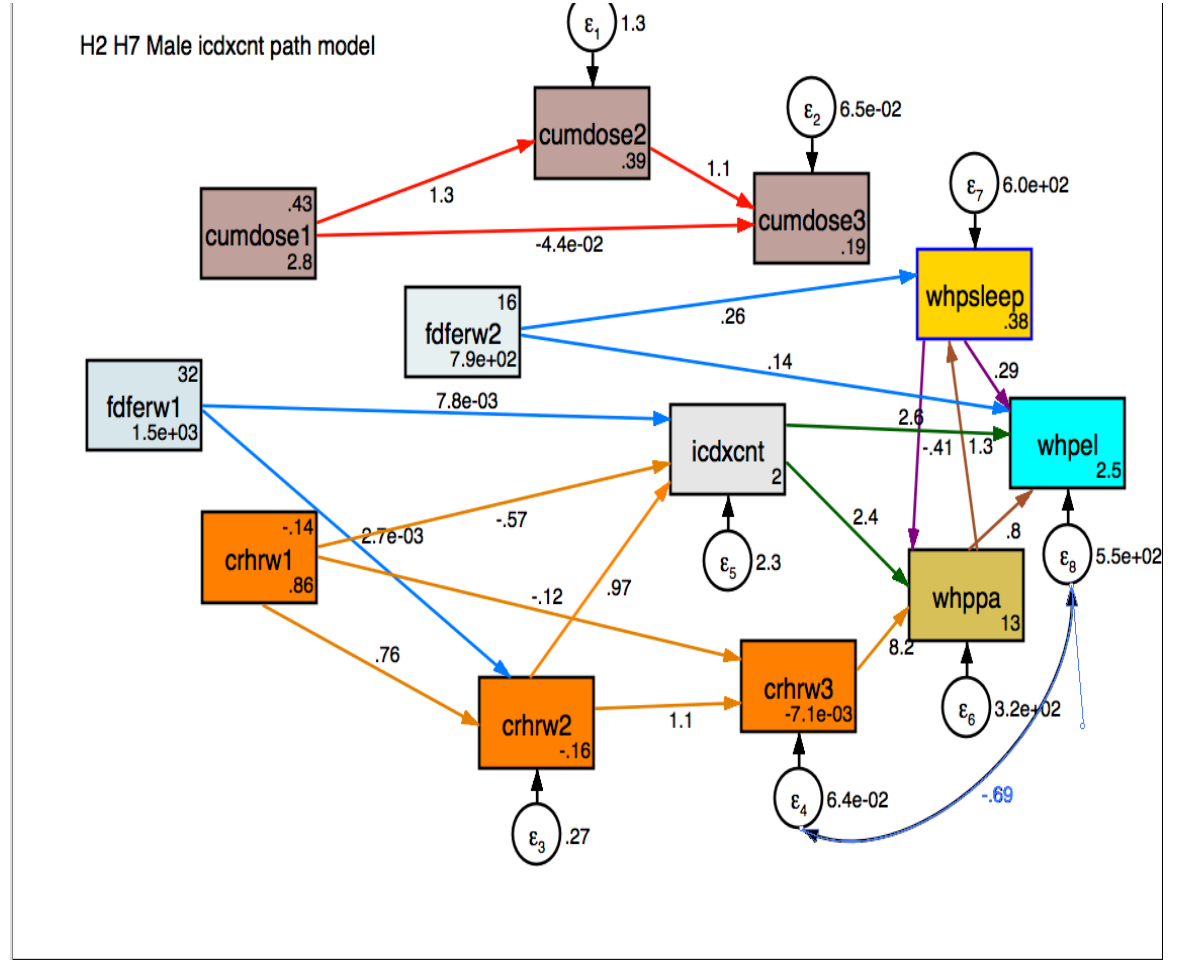 H2 H7 Male icdxcnt path model
ε1 1.3
cumdose2
.39
ε2 6.5e-02
1.1
1.3
cumdose3
.19
.43
cumdose1
2.8
-4.4e-02
ε7 6.0e+02
whpsleep
.38
16
fdferw2
7.9e+02
.26
.14
.29
32
fdferw1
1.5e+03
7.8e-03
icdxcnt
2
2.6
-.41
1.3
whpel
2.5
-.14
crhrw1
.86
-.57
2.7e-03
2.4
.8
ε5 2.3
ε8 5.5e+02
.97
-.12
whppa
13
.76
8.2
crhrw3
-7.1e-03
crhrw2
-.16
1.1
ε6 3.2e+02
ε4 6.4e-02
-.69
ε3 .27